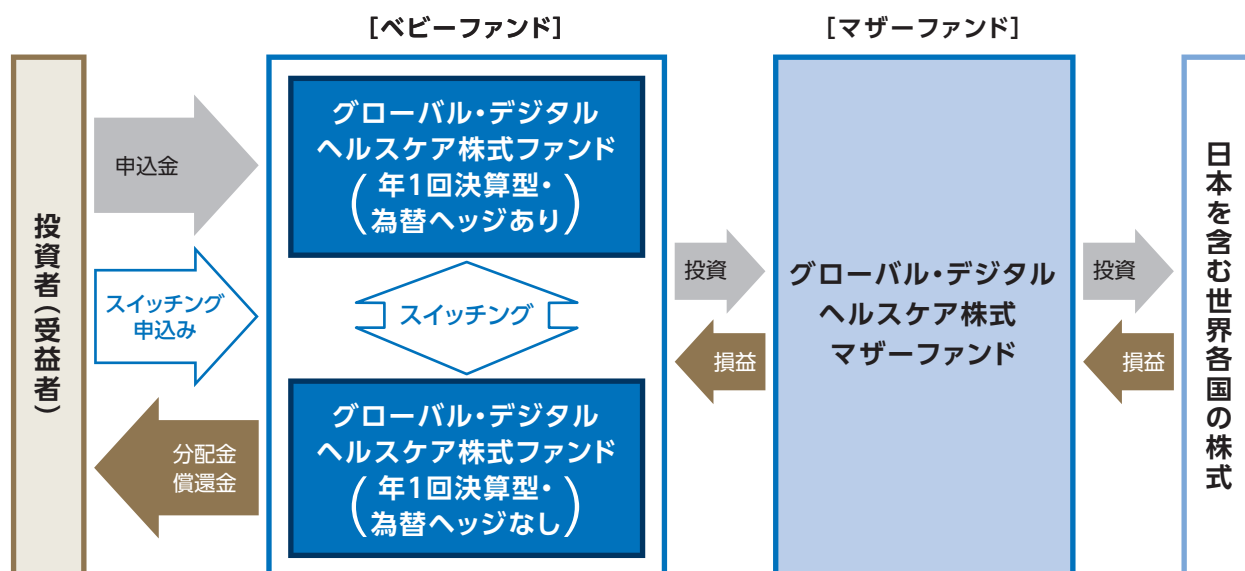 [ベビーファンド]
[マザーファンド]
投資者(受益者)
申込金
スイッチング
申込み
分配金
償還金
グローバル・デジタル
ヘルスケア株式ファンド
(年1回決算型・
為替ヘッジあり)
スイッチング
グローバル・デジタル
ヘルスケア株式ファンド
(年1回決算型・
為替ヘッジなし)
投資
損益
グローバル・デジタル
ヘルスケア株式
マザーファンド
投資
損益
日本を含む世界各国の株式